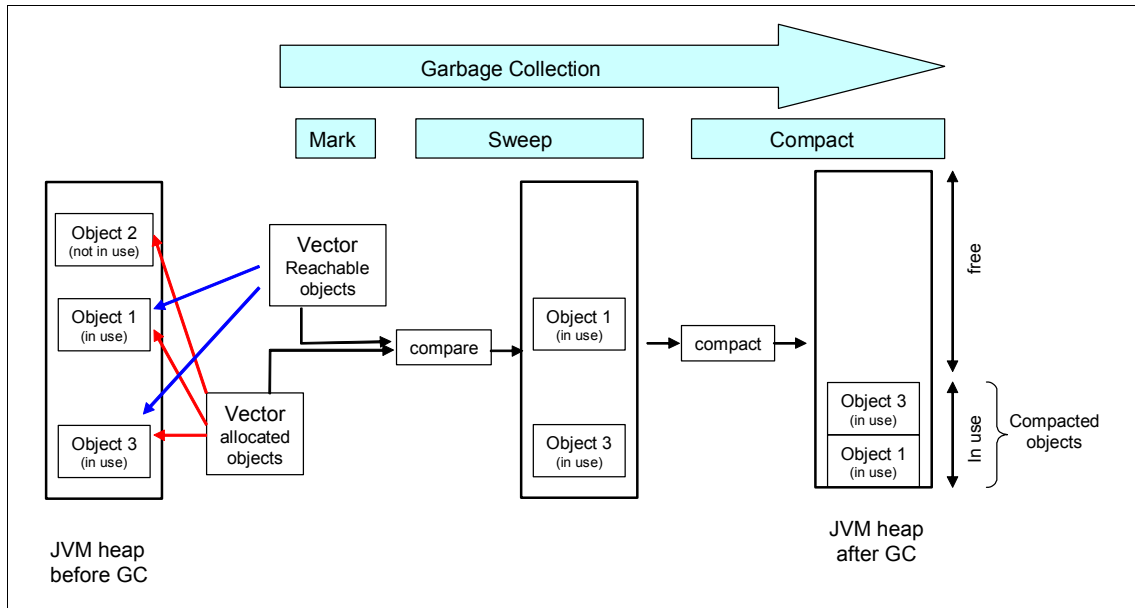 Garbage Collection
Mark
Sweep
Compact
Object 2
(not in use)
Object 1
(in use)
Object 3
(in use)
JVM heap
before GC
Vector
Reachable
objects
Vector
allocated
objects
compare
Object 1
(in use)
Object 3
(in use)
compact
Object 3
(in use)
Object 1
(in use)
JVM heap
after GC
free
In use
Compacted
objects